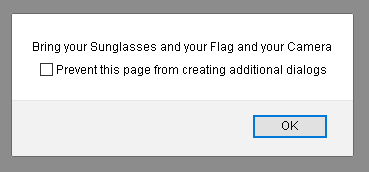 Bring your Sunglasses and your Flag and your Camera
Prevent this page from creating additional dialogs
OK